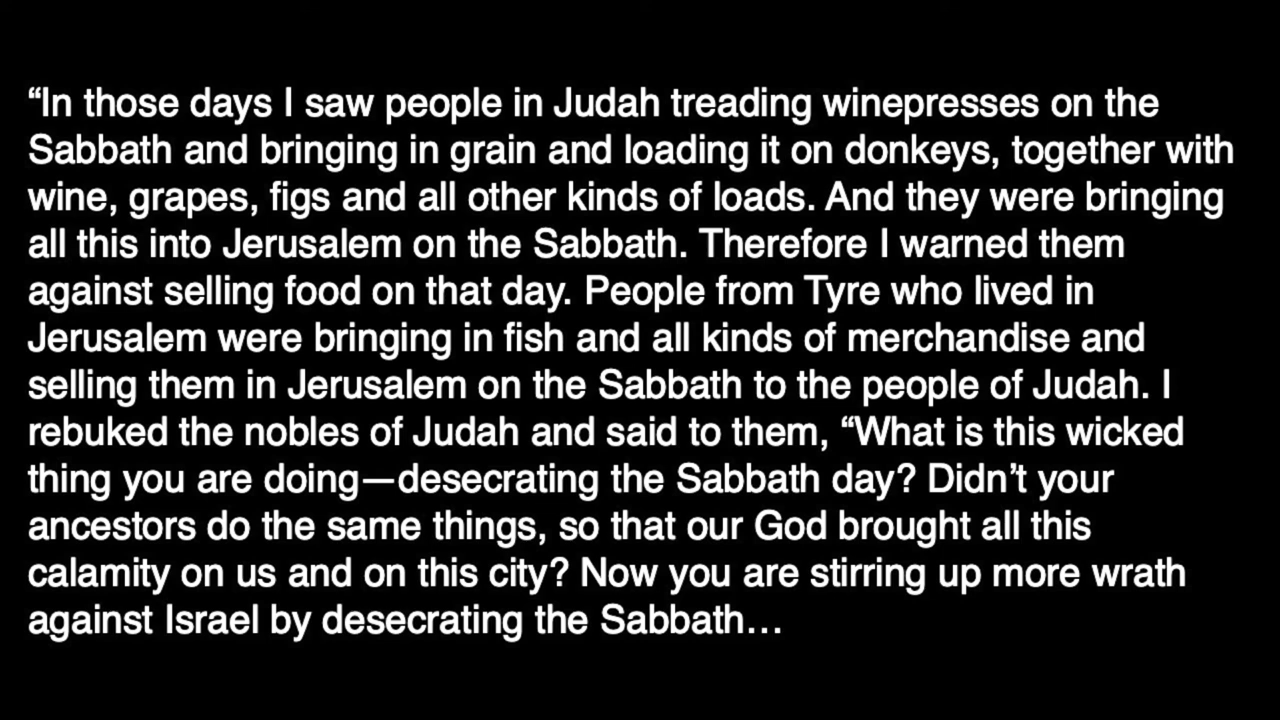 “In those days I saw people in Judah treading winepresses on the
Sabbath and bringing in grain and loading it on donkeys, together with
wine, grapes, figs and all other kinds of loads. And they were bringing
all this into Jerusalem on the Sabbath. Therefore I warned them
against selling food on that day. People from Tyre who lived in
Jerusalem were bringing in fish and all kinds of merchandise and
selling them in Jerusalem on the Sabbath to the people of Judah. I
rebuked the nobles of Judah and said to them, “What is this wicked
thing you are doing—desecrating the Sabbath day? Didn’t your
ancestors do the same things, so that our God brought all this
calamity on us and on this city? Now you are stirring up more wrath
against Israel by desecrating the Sabbath…